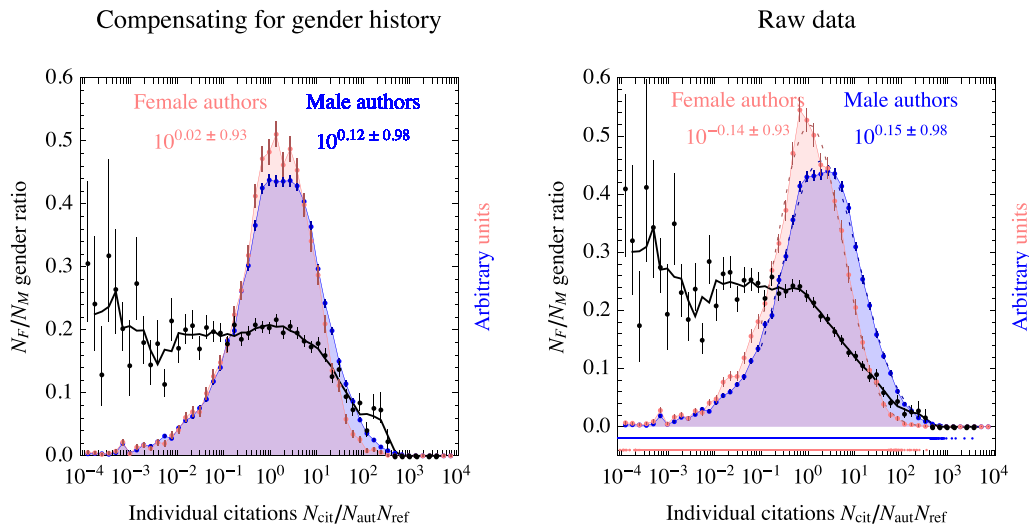 Compensating for gender history
0.6
0.5
0.4
0.3
0.2
0.1
0.0
N_F/N_M gender ratio
Female authors
10^{0.02 ± 0.93}
Male authors
10^{0.12 ± 0.98}
Arbitrary units
10^{-4} 10^{-3} 10^{-2} 10^{-1} 10^0 10^1 10^2 10^3 10^4
Individual citations N_cit/N_aut N_ref
Raw data
0.6
0.5
0.4
0.3
0.2
0.1
0.0
N_F/N_M gender ratio
Female authors
10^{-0.14 ± 0.93}
Male authors
10^{0.15 ± 0.98}
Arbitrary units
10^{-4} 10^{-3} 10^{-2} 10^{-1} 10^0 10^1 10^2 10^3 10^4
Individual citations N_cit/N_aut N_ref